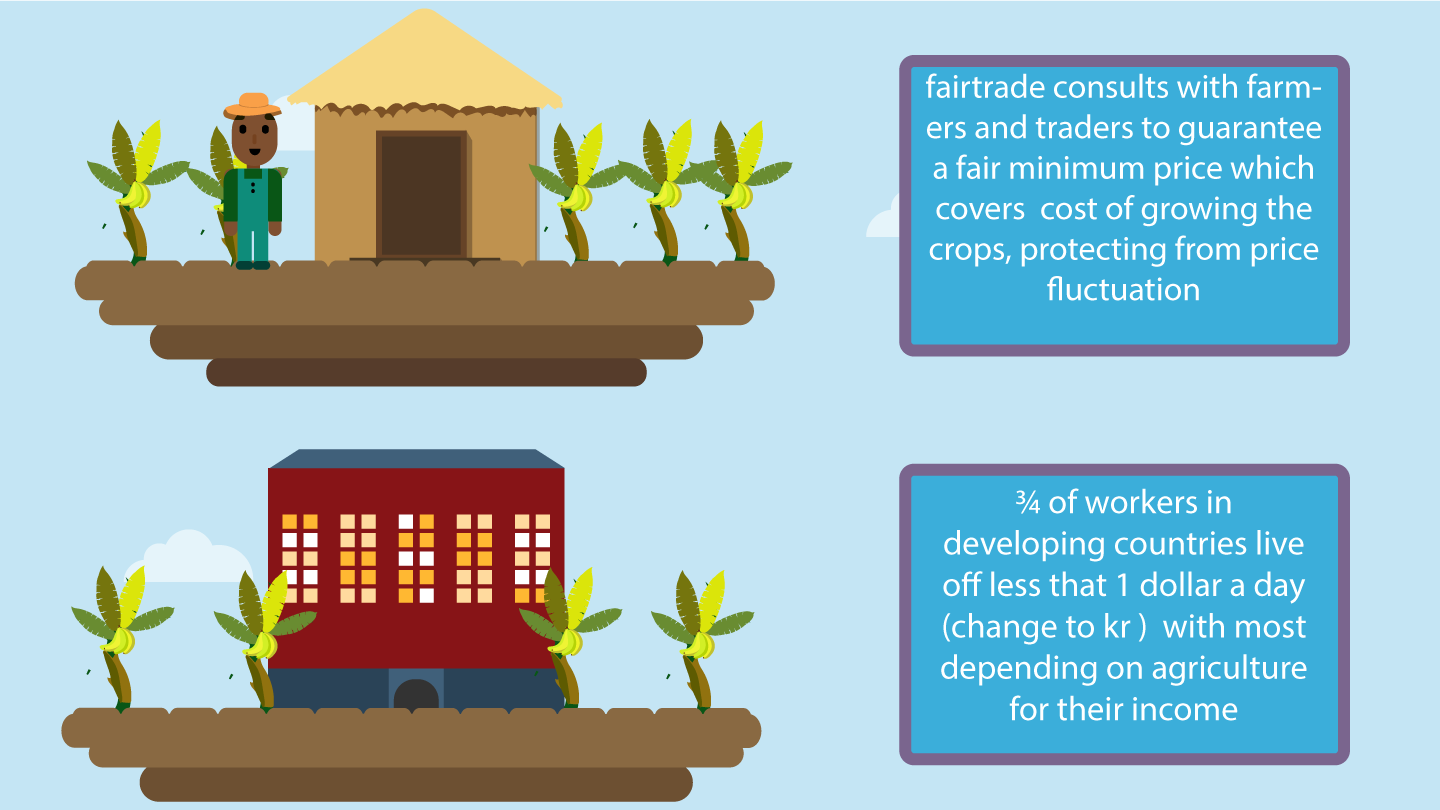 fairtrade consults with farm-
ers and traders to guarantee
a fair minimum price which
covers  cost of growing the
crops, protecting from price
fluctuation
¾ of workers in
developing countries live
off less that 1 dollar a day
(change to kr )  with most
depending on agriculture
for their income